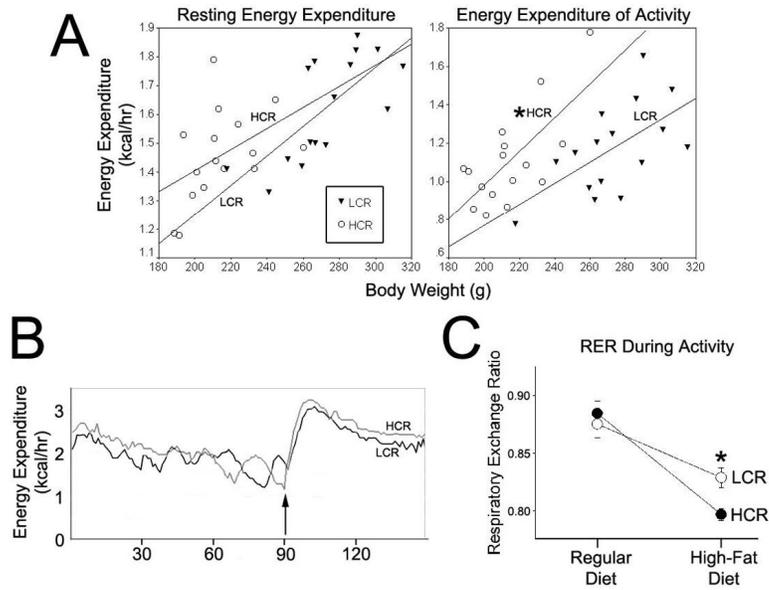 A
Resting Energy Expenditure
Energy Expenditure of Activity
Energy Expenditure
(kcal/hr)
1.9
1.8
1.7
1.6
1.5
1.4
1.3
1.2
1.1
HCR
LCR
▼ LCR
○ HCR
180 200 220 240 260 280 300 320
1.8
1.6
1.4
1.2
1.0
.8
.6
*HCR
LCR
180 200 220 240 260 280 300 320
Body Weight (g)
B
Energy Expenditure
(kcal/hr)
3
2
1
0
HCR
LCR
30 60 90 120
C
RER During Activity
Respiratory Exchange Ratio
0.90
0.85
0.80
*
LCR
HCR
Regular
Diet
High-Fat
Diet